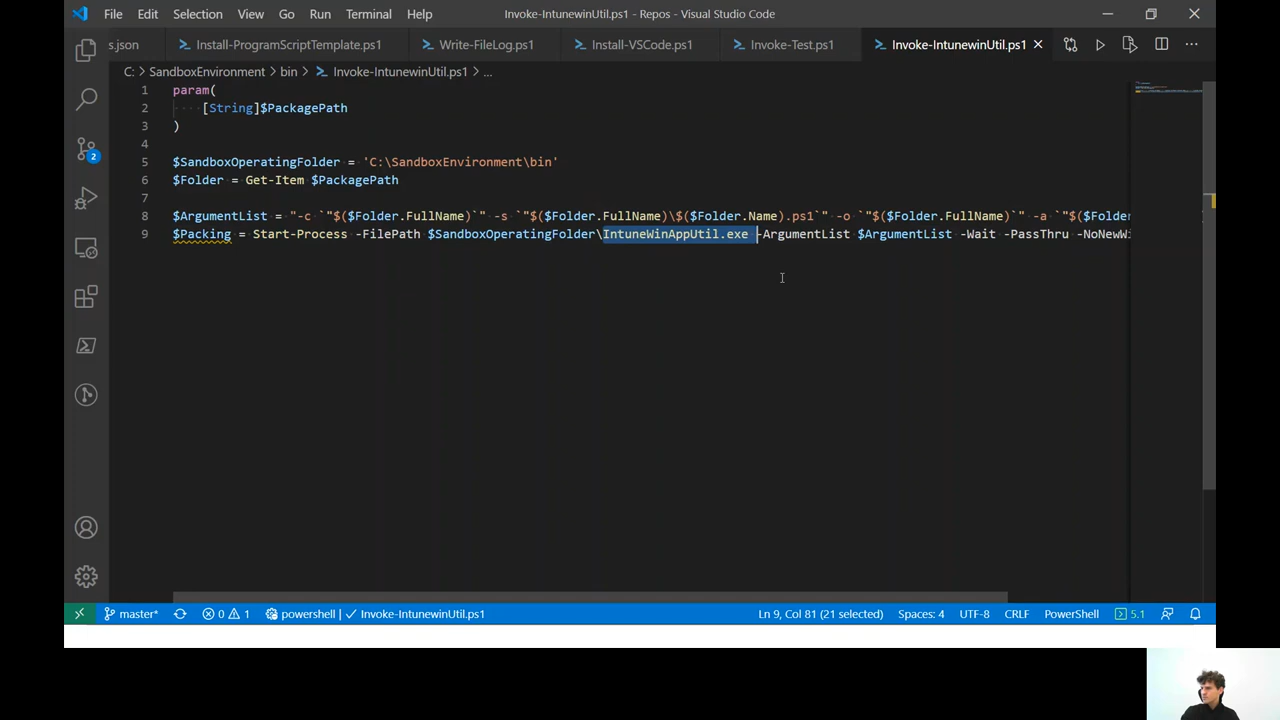 File Edit Selection View Go Run Terminal Help Invoke-IntunewinUtil.ps1 - Repos - Visual Studio Code
s.json Install-ProgramScriptTemplate.ps1 Write-FileLog.ps1 Install-VSCode.ps1 Invoke-Test.ps1 Invoke-IntunewinUtil.ps1
C: > SandboxEnvironment > bin > Invoke-IntunewinUtil.ps1 > ...
1 param(
2 [String]$PackagePath
3 )
4
5 $SandboxOperatingFolder = 'C:\SandboxEnvironment\bin'
6 $Folder = Get-Item $PackagePath
7
8 $ArgumentList = "-c `"$($Folder.FullName)`" -s `"$($Folder.FullName)\$($Folder.Name).ps1`" -o `"$($Folder.FullName)`" -a `"$($Folder
9 $Packing = Start-Process -FilePath $SandboxOperatingFolder\IntuneWinAppUtil.exe -ArgumentList $ArgumentList -Wait -PassThru -NoNewWi
2
master* 0 1 powershell | Invoke-IntunewinUtil.ps1 Ln 9, Col 81 (21 selected) Spaces: 4 UTF-8 CRLF PowerShell 5.1